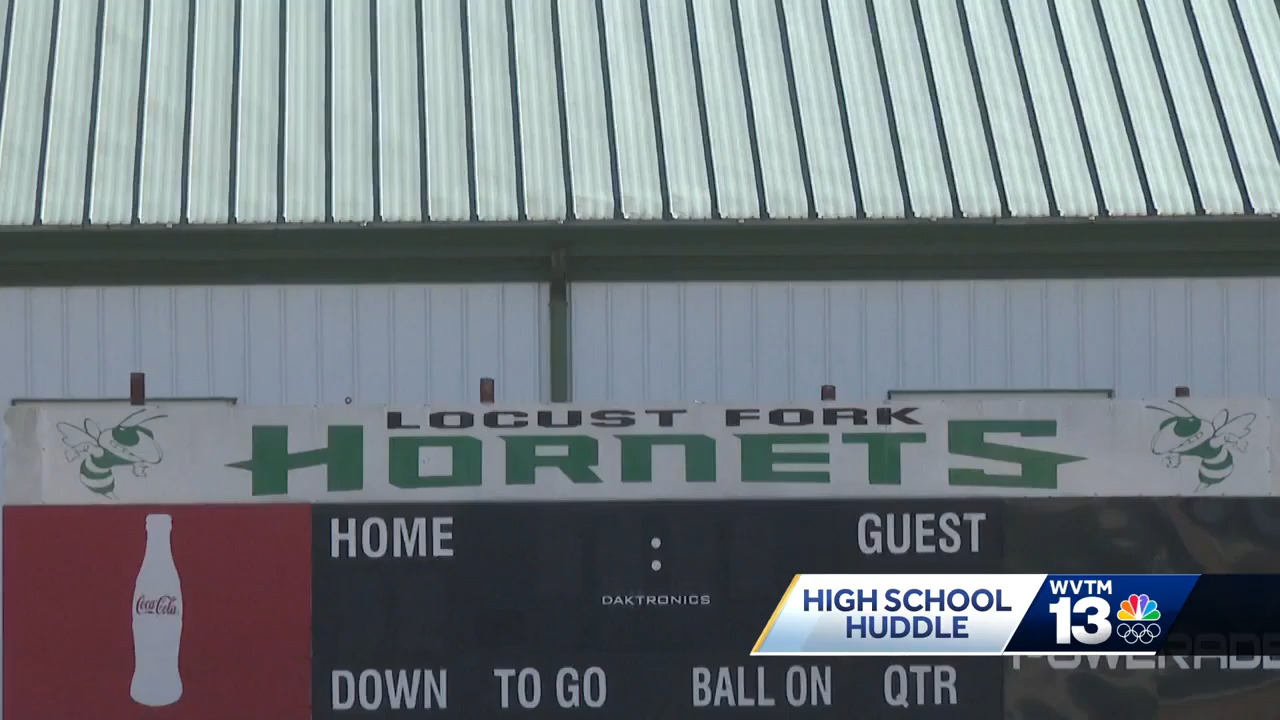 LOCUST FORK
HORNETS
HOME
GUEST
Coca-Cola
DAKTRONICS
HIGH SCHOOL
HUDDLE
WVTM
13
POWERADE
DOWN
TO GO
BALL ON
QTR